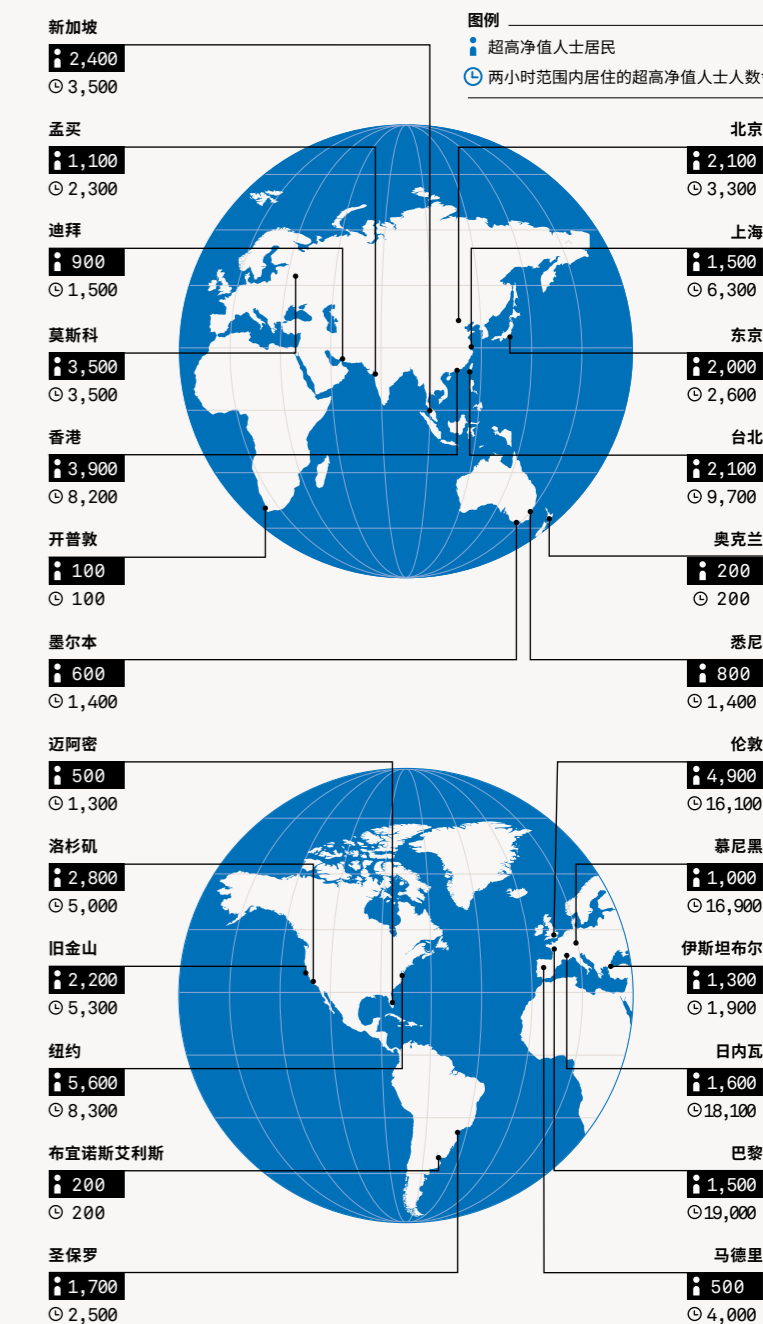 图例
超高净值人士居民
两小时范围内居住的超高净值人士人数
新加坡
2,400
3,500
孟买
1,100
2,300
迪拜
900
1,500
莫斯科
3,500
3,500
香港
3,900
8,200
开普敦
100
100
墨尔本
600
1,400
北京
2,100
3,300
上海
1,500
6,300
东京
2,000
2,600
台北
2,100
9,700
奥克兰
200
200
悉尼
800
1,400
迈阿密
500
1,300
洛杉矶
2,800
5,000
旧金山
2,200
5,300
纽约
5,600
8,300
布宜诺斯艾利斯
200
200
圣保罗
1,700
2,500
伦敦
4,900
16,100
慕尼黑
1,000
16,900
伊斯坦布尔
1,300
1,900
日内瓦
1,600
18,100
巴黎
1,500
19,000
马德里
500
4,000